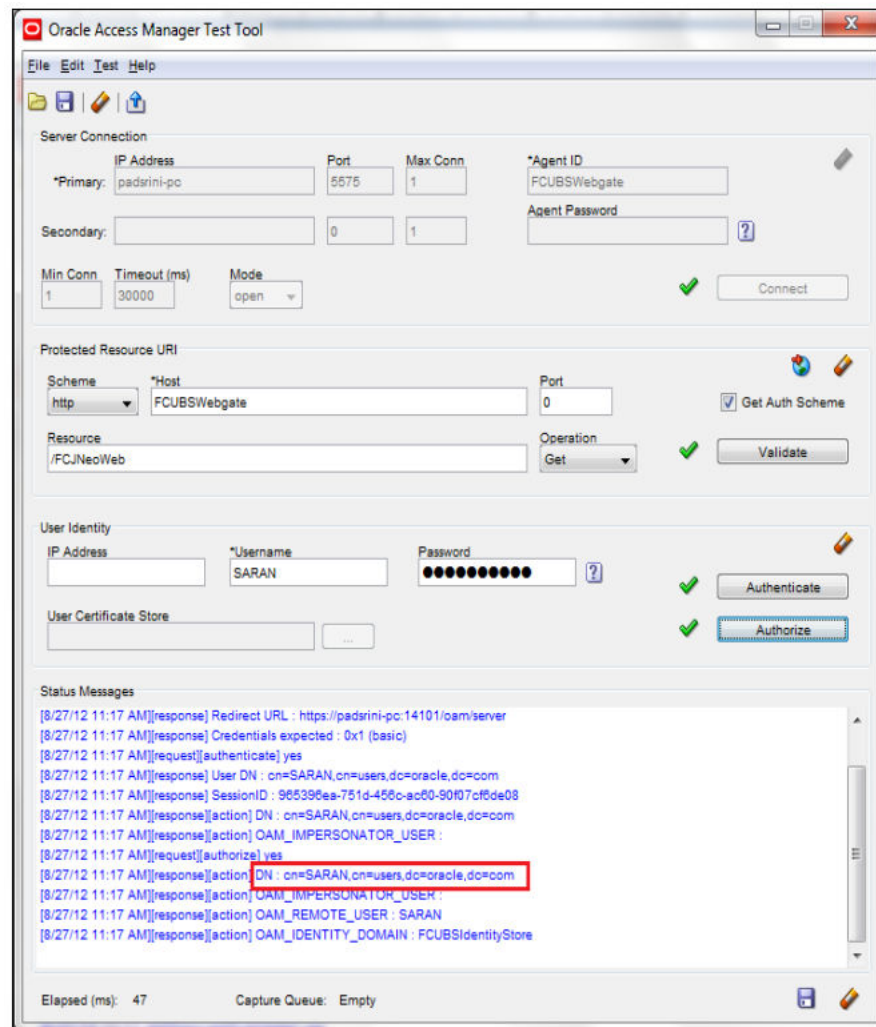 Oracle Access Manager Test Tool
File Edit Test Help
Server Connection
IP Address Port Max Conn *Agent ID
*Primary: padsrini-pc 5575 1 FCUBSWebgate
Agent Password
Secondary: 0 1
Min Conn Timeout (ms) Mode
1 30000 open Connect
Protected Resource URI
Scheme *Host Port
http FCUBSWebgate 0 Get Auth Scheme
Resource Operation
/FCJNeoWeb Get Validate
User Identity
IP Address *Username Password
SARAN
Authenticate
User Certificate Store
... Authorize
Status Messages
[8/27/12 11:17 AM][response] Redirect URL : https://padsrini-pc:14101/oam/server
[8/27/12 11:17 AM][response] Credentials expected : 0x1 (basic)
[8/27/12 11:17 AM][request][authenticate] yes
[8/27/12 11:17 AM][response] User DN : cn=SARAN,cn=users,dc=oracle,dc=com
[8/27/12 11:17 AM][response] SessionID : 965396ea-751d-456c-ac60-90f07cf6de08
[8/27/12 11:17 AM][response][action] DN : cn=SARAN,cn=users,dc=oracle,dc=com
[8/27/12 11:17 AM][response][action] OAM_IMPERSONATOR_USER :
[8/27/12 11:17 AM][request][authorize] yes
[8/27/12 11:17 AM][response][action] DN : cn=SARAN,cn=users,dc=oracle,dc=com
[8/27/12 11:17 AM][response][action] OAM_IMPERSONATOR_USER :
[8/27/12 11:17 AM][response][action] OAM_REMOTE_USER : SARAN
[8/27/12 11:17 AM][response][action] OAM_IDENTITY_DOMAIN : FCUBSIdentityStore
Elapsed (ms): 47 Capture Queue: Empty